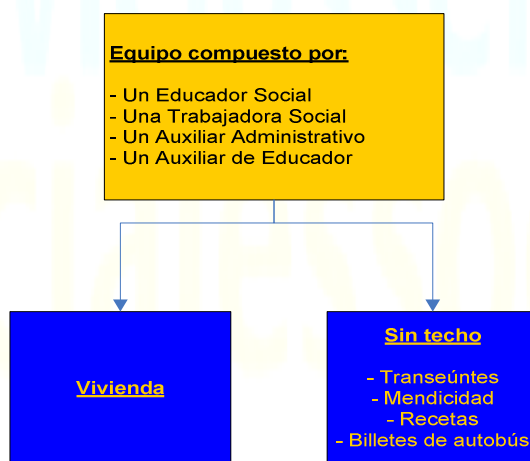 Equipo compuesto por:
- Un Educador Social
- Una Trabajadora Social
- Un Auxiliar Administrativo
- Un Auxiliar de Educador
Vivienda
Sin techo
- Transeúntes
- Mendicidad
- Recetas
- Billetes de autobús